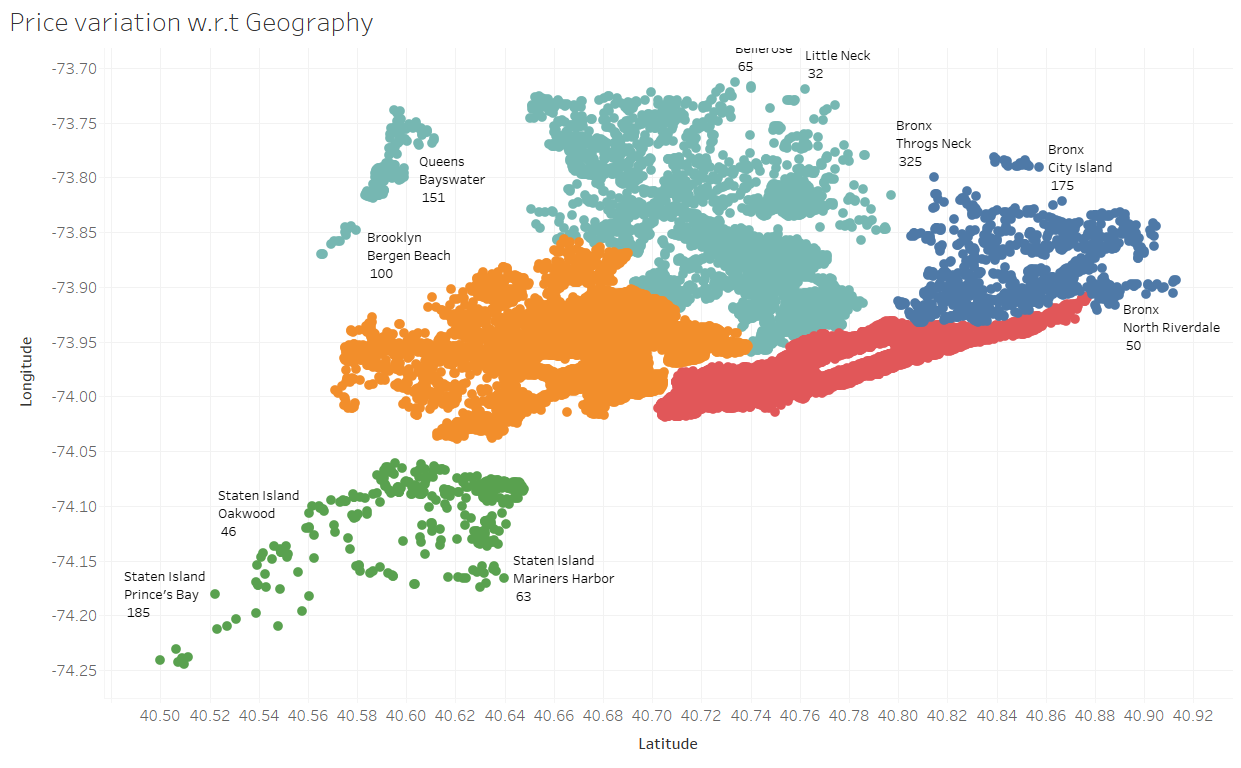 Price variation w.r.t Geography
Bellerose
65
Little Neck
32
Bronx
Throgs Neck
325
Bronx
City Island
175
Queens
Bayswater
151
Brooklyn
Bergen Beach
100
Bronx
North Riverdale
50
Staten Island
Oakwood
46
Staten Island
Mariners Harbor
63
Staten Island
Prince's Bay
185
Longitude
-73.70
-73.75
-73.80
-73.85
-73.90
-73.95
-74.00
-74.05
-74.10
-74.15
-74.20
-74.25
40.50 40.52 40.54 40.56 40.58 40.60 40.62 40.64 40.66 40.68 40.70 40.72 40.74 40.76 40.78 40.80 40.82 40.84 40.86 40.88 40.90 40.92
Latitude